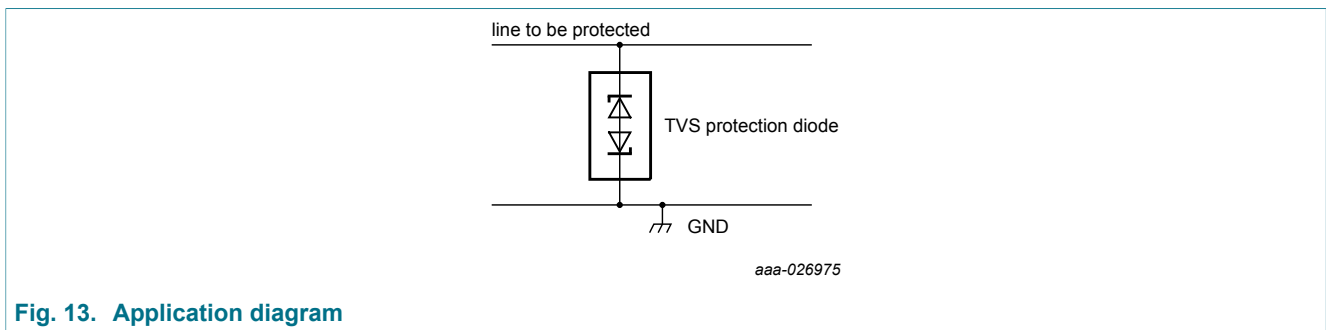 line to be protected
TVS protection diode
GND
aaa-026975
Fig. 13. Application diagram